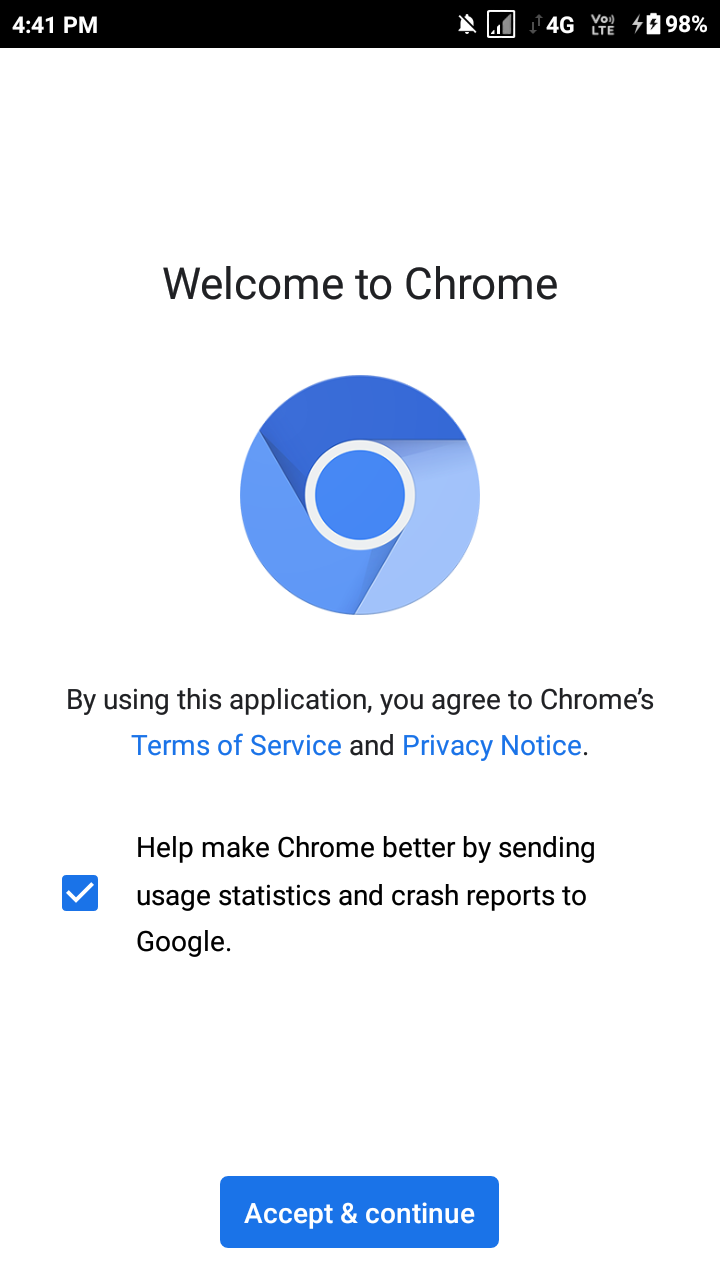 4:41 PM 4G Vo) LTE 98%
Welcome to Chrome
By using this application, you agree to Chrome's
Terms of Service and Privacy Notice.
Help make Chrome better by sending
usage statistics and crash reports to
Google.
Accept & continue